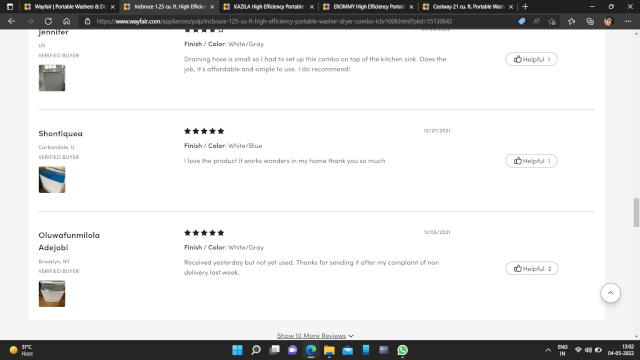 Wayfair | Portable Washers & D
Incbruce 1.25 cu. ft. High Efficien
KAZILA High Efficiency Portable
EROMMY High Efficiency Portab
Costway 21 cu. ft. Portable Wash
https://www.wayfair.com/appliances/pdp/incbruce-125-cu-ft-high-efficiency-portable-washer-dryer-combo-icbr1008.html?piid=55130642
Jennifer
US
VERIFIED BUYER
Finish / Color: White/Gray
Draining hose is small so I had to set up this combo on top of the kitchen sink. Does the
job, it's affordable and simple to use. I do recommend!
Helpful 1
Shontiquea
Carbondale, IL
VERIFIED BUYER
12/27/2021
Finish / Color: White/Blue
I love the product it works wonders in my home thank you so much
Helpful 1
Oluwafunmilola
Adejobi
Brooklyn, NY
VERIFIED BUYER
11/05/2021
Finish / Color: White/Gray
Received yesterday but not yet used. Thanks for sending it after my complaint of non
delivery last week.
Helpful 2
Show 10 More Reviews
31°C
Haze
ENG
IN
13:02
04-05-2022